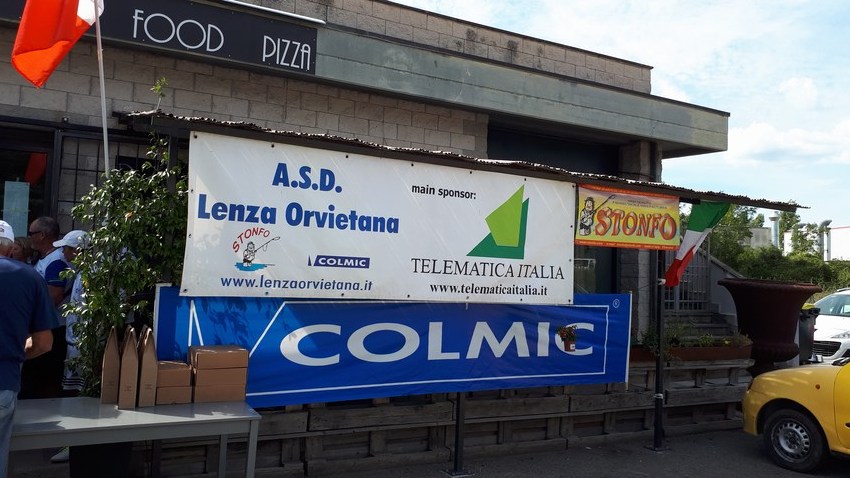 FOOD PIZZA
A.S.D.
Lenza Orvietana
STONFO
COLMIC
www.lenzaorvietana.it
main sponsor:
TELEMATICA ITALIA
www.telematicaitalia.it
STONFO
COLMIC
®